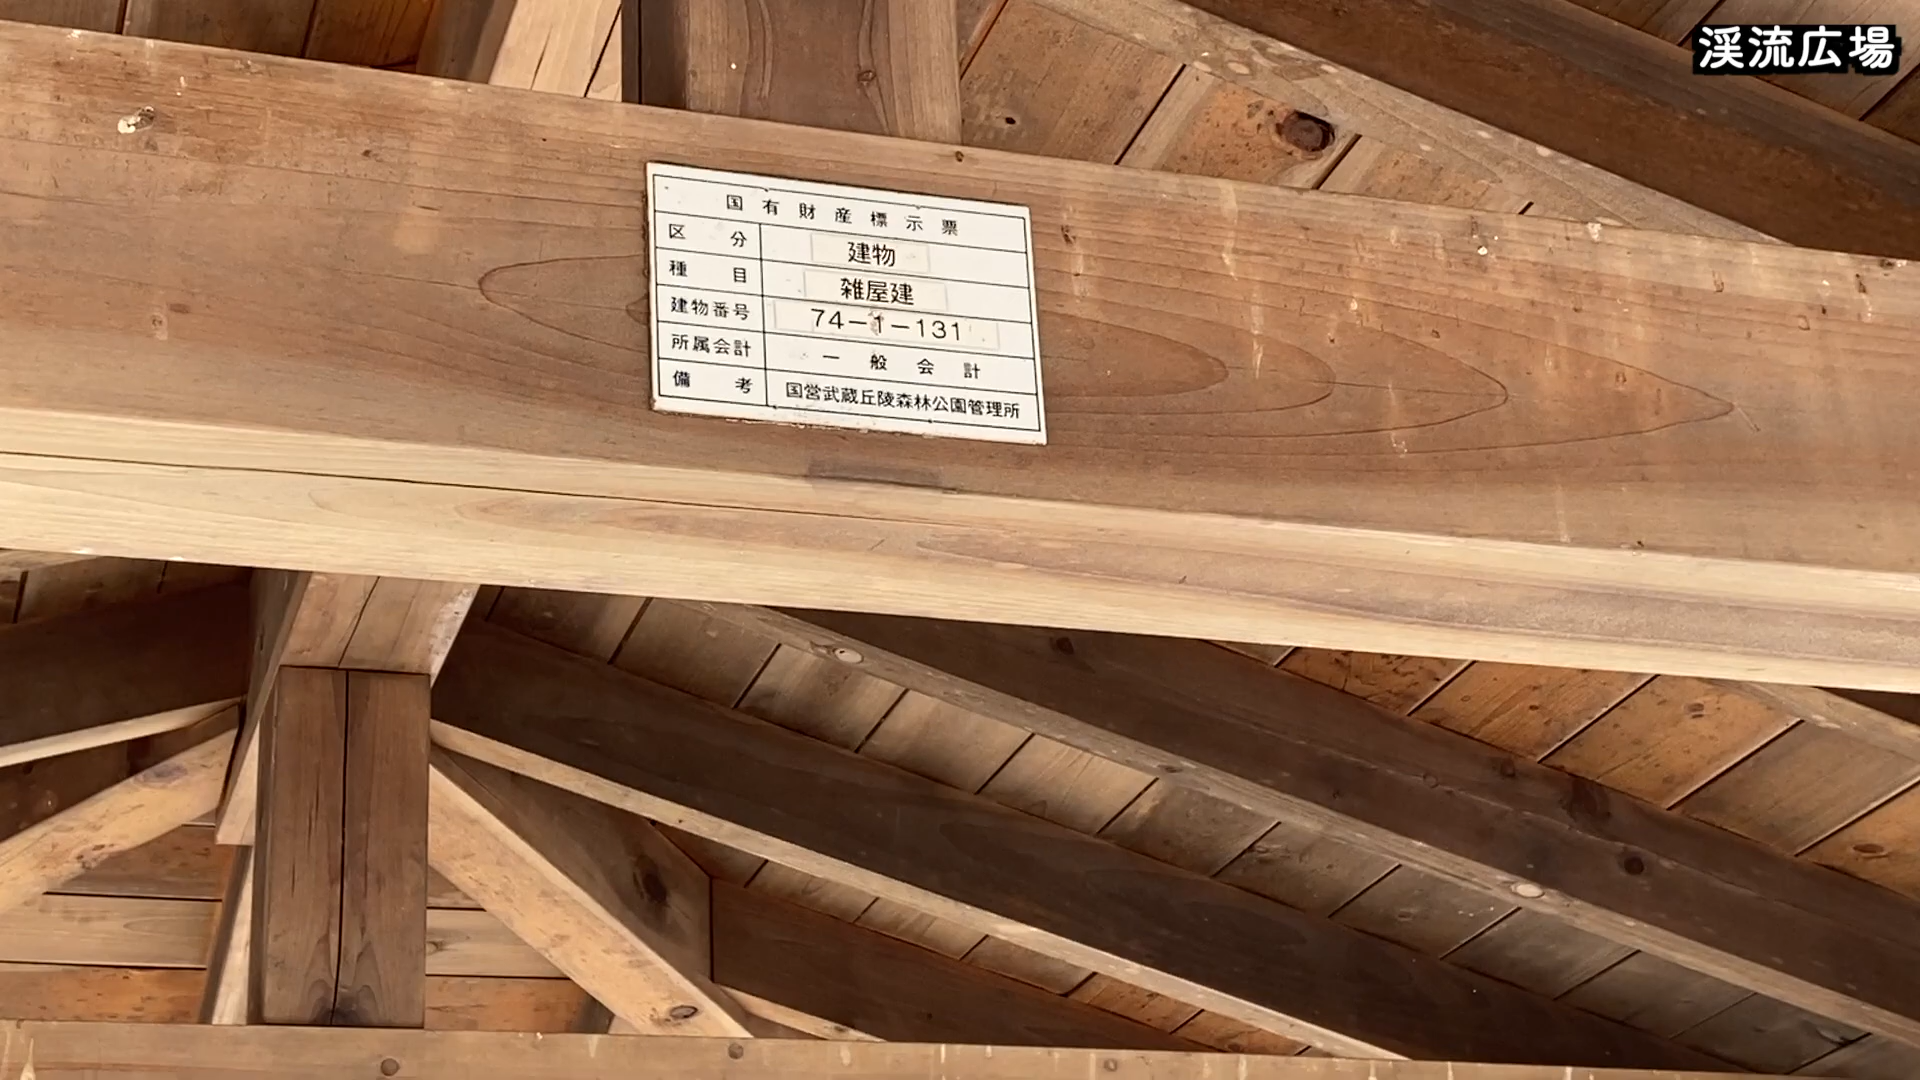 渓流広場
国有財産標示票
区分 建物
種目 雑屋建
建物番号 74-1-131
所属会計 一般会計
備考 国営武蔵丘陵森林公園管理所